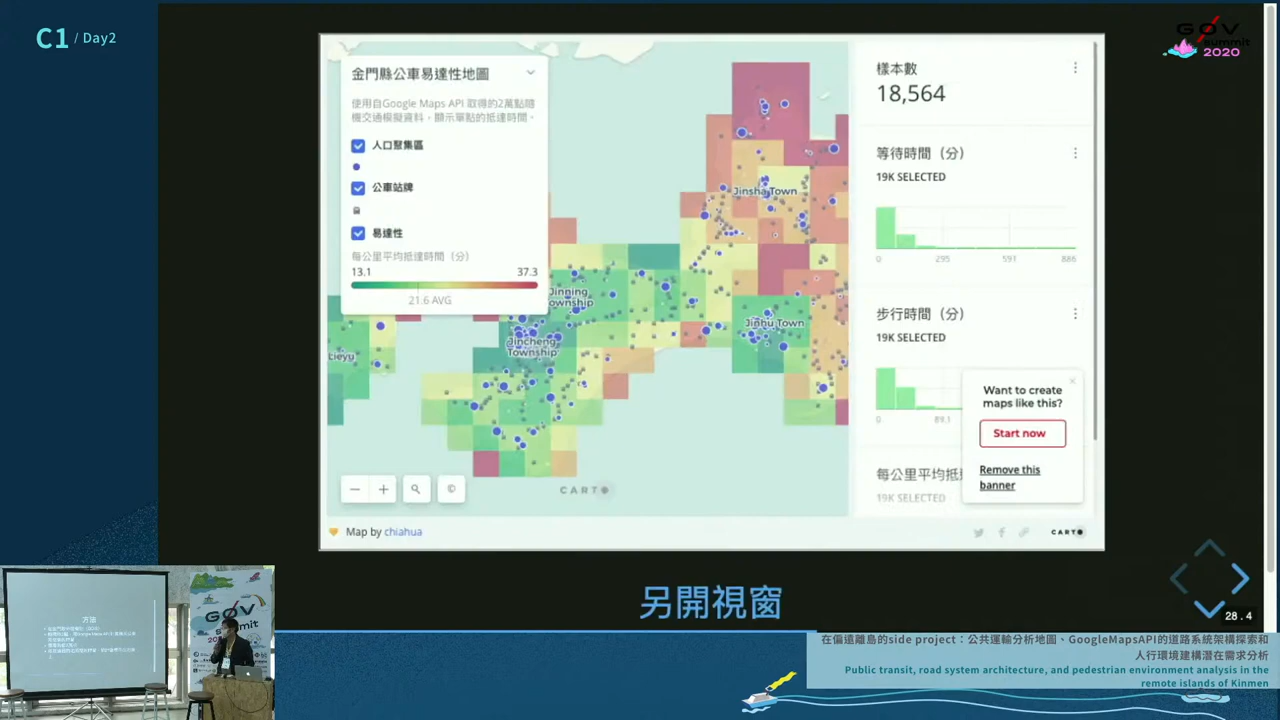 C1 / Day2
GØV
summit
2020
金門縣公車易達性地圖
使用自Google Maps API 取得的2萬點隨
機交通模擬資料，顯示單點的抵達時間。
人口聚集區
公車站牌
易達性
每公里平均抵達時間（分）
13.1
37.3
21.6 AVG
Jinsha Town
Jinning
Township
Jinhu Town
Jincheng
Township
Lieyu
CARTO
樣本數
18,564
等待時間（分）
19K SELECTED
0
295
591
886
步行時間（分）
19K SELECTED
0
89.1
每公里平均抵
19K SELECTED
Want to create
maps like this?
Start now
Remove this
banner
Map by chiahua
CARTO
另開視窗
28.4
方法
GØV
summit
在偏遠離島的side project：公共運輸分析地圖、GoogleMapsAPI的道路系統架構探索和
人行環境建構潛在需求分析
Public transit, road system architecture, and pedestrian environment analysis in the
remote islands of Kinmen